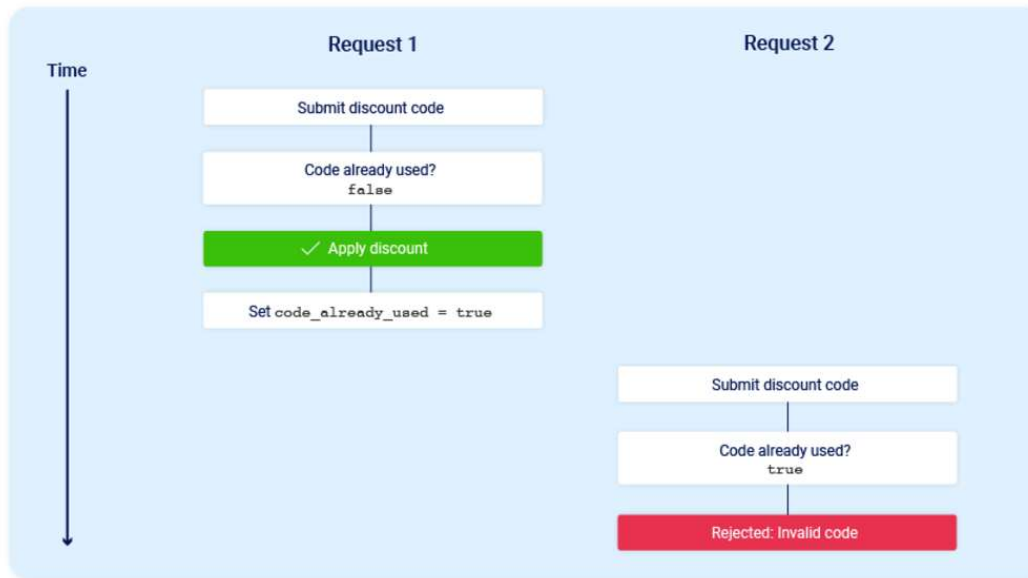 Request 1
Request 2
Time
Submit discount code
Code already used?
false
Apply discount
Set code_already_used = true
Submit discount code
Code already used?
true
Rejected: Invalid code